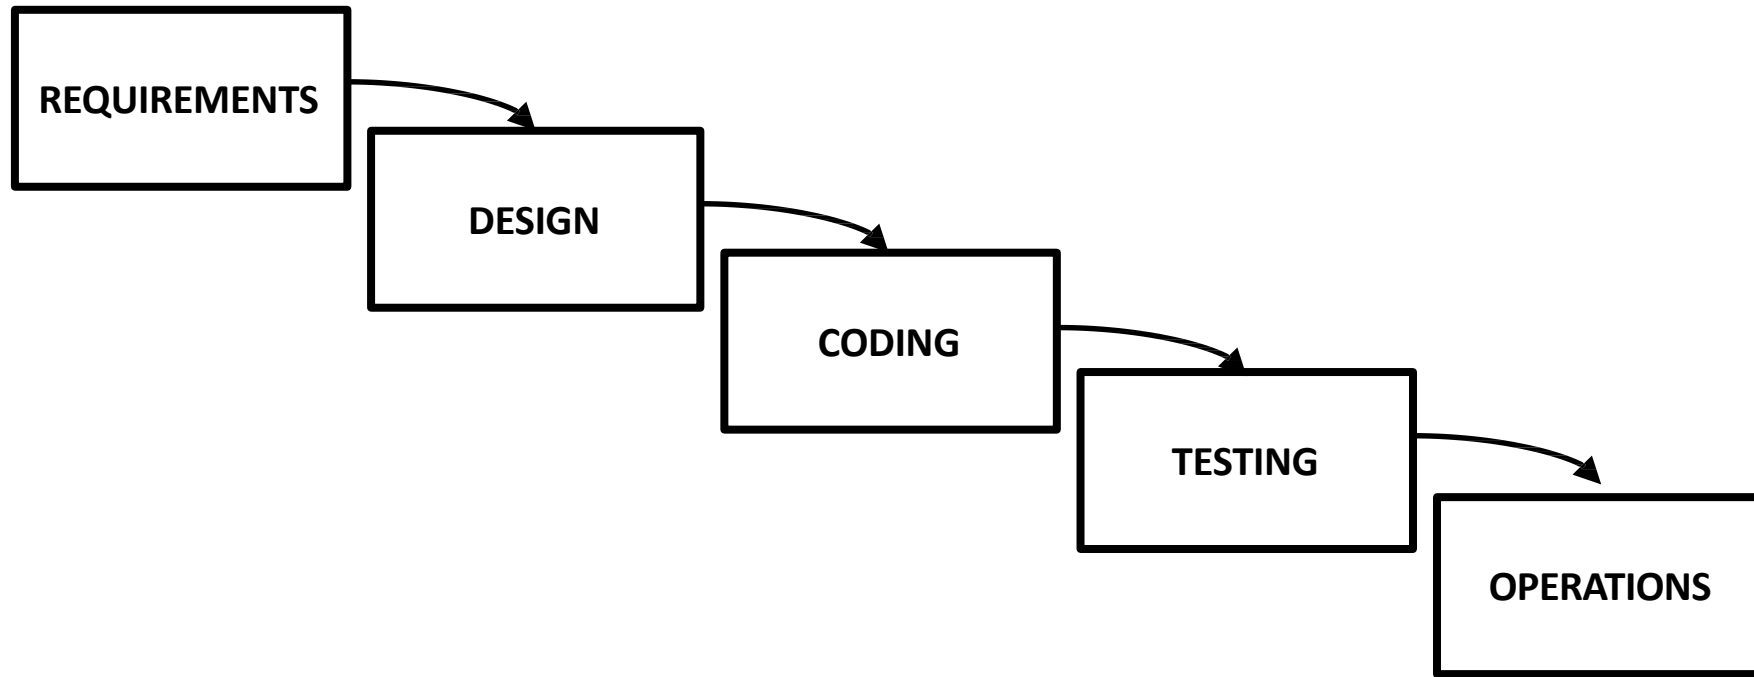 REQUIREMENTS
DESIGN
CODING
TESTING
OPERATIONS